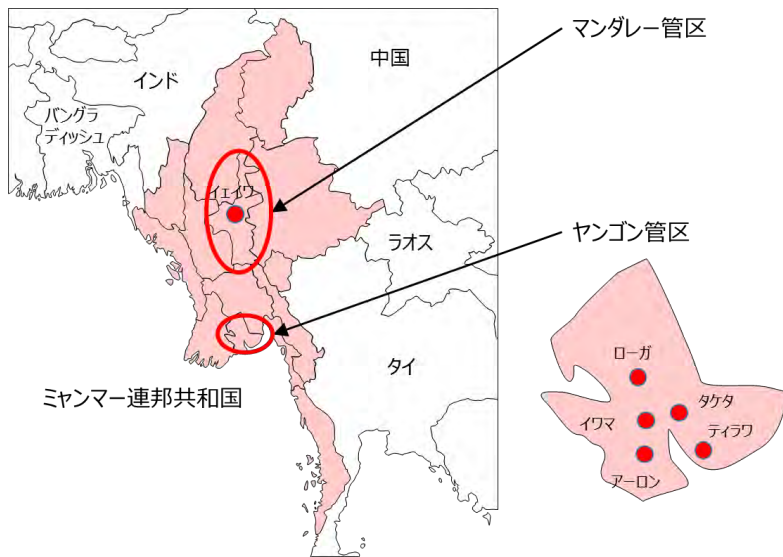 マンダレー管区
中国
インド
バングラ
ディッシュ
イェイワ
ヤンゴン管区
ラオス
ローガ
タイ
タケタ
ミャンマー連邦共和国
イワマ
ティラワ
アーロン